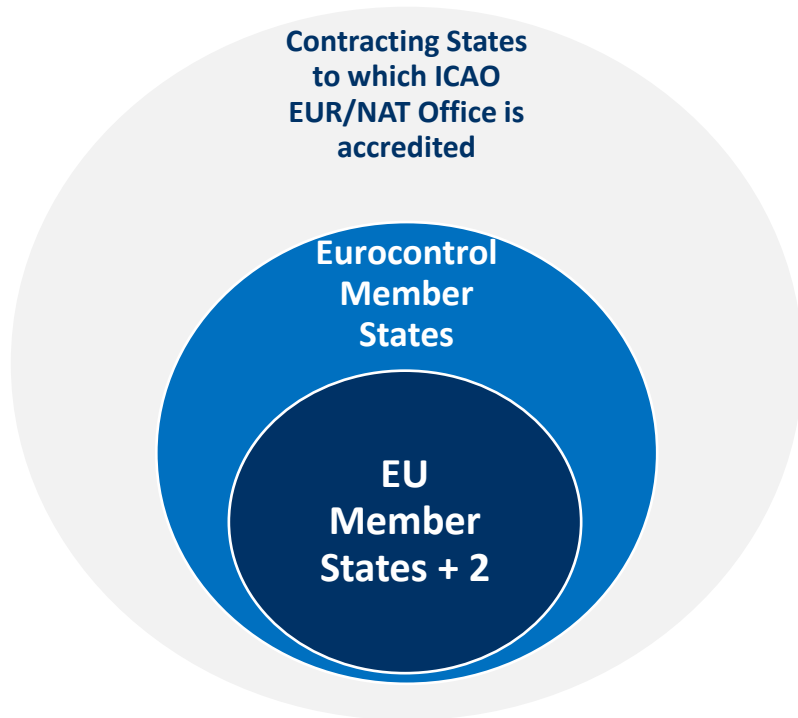 Contracting States
to which ICAO
EUR/NAT Office is
accredited
Eurocontrol
Member
States
EU
Member
States + 2